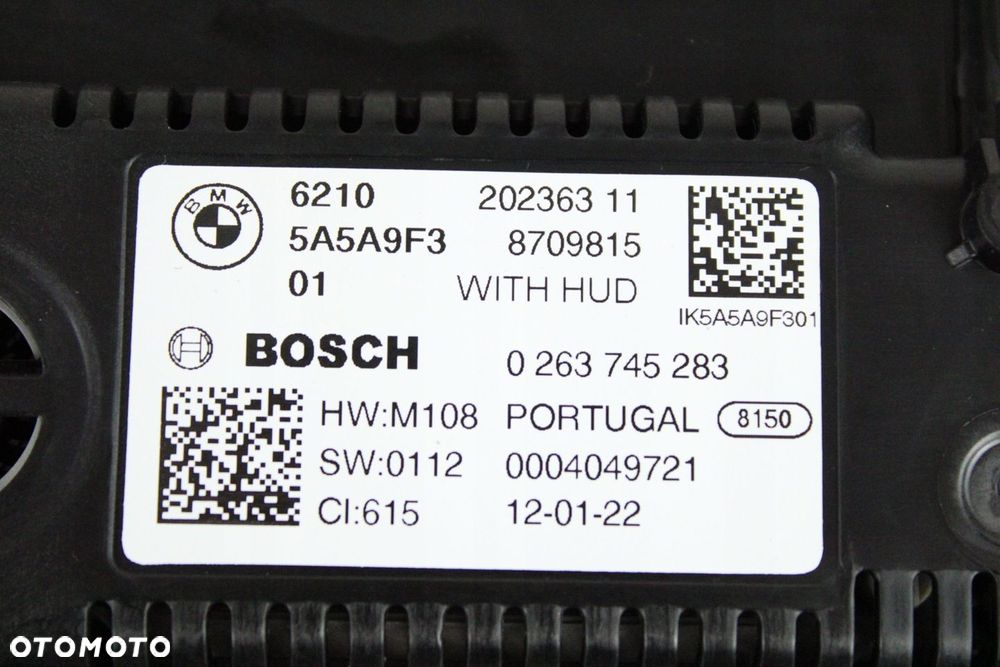 BMW
6210 202363 11
5A5A9F3 8709815
01 WITH HUD
IK5A5A9F301
BOSCH 0 263 745 283
HW:M108 PORTUGAL 8150
SW:0112 0004049721
CI:615 12-01-22
OTOMOTO